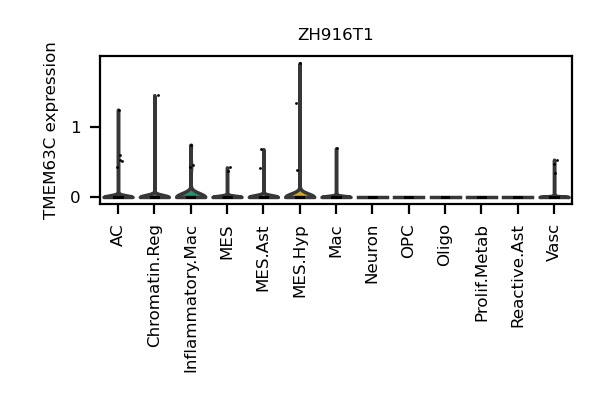 ZH916T1
TMEM63C expression
1
0
AC
Chromatin.Reg
Inflammatory.Mac
MES
MES.Ast
MES.Hyp
Mac
Neuron
OPC
Oligo
Prolif.Metab
Reactive.Ast
Vasc